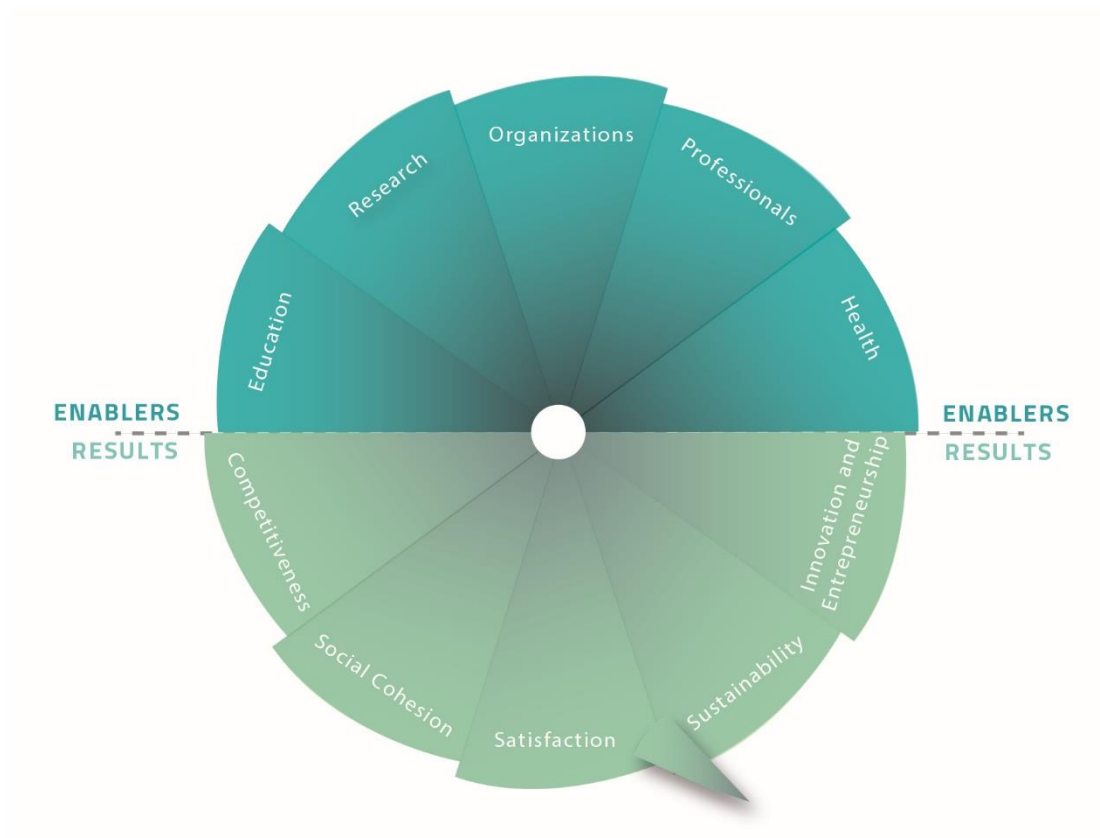 Organizations
Professionals
Research
Health
Education
ENABLERS
ENABLERS
RESULTS
RESULTS
Competitiveness
Innovation and
Entrepreneurship
Social Cohesion
Sustainability
Satisfaction